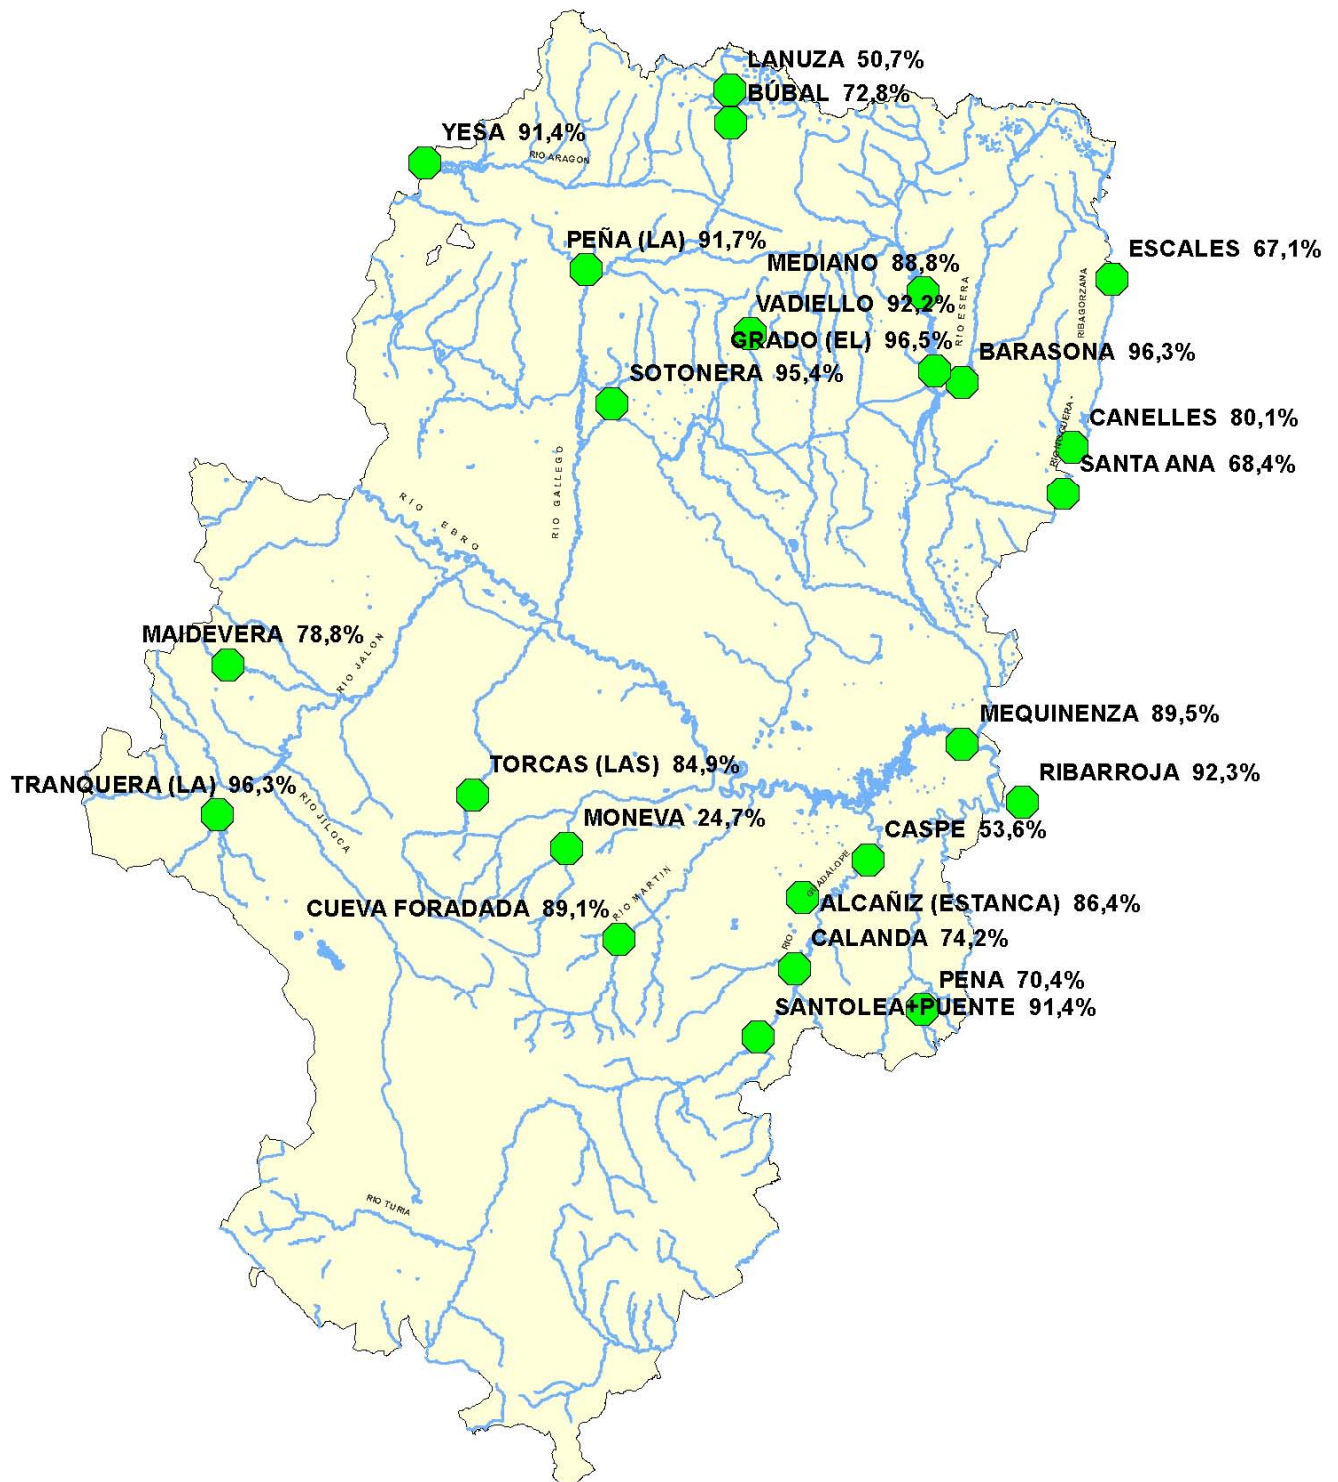 LANUZA 50,7%
BÚBAL 72,8%
YESA 91,4%
RIO ARAGON
PEÑA (LA) 91,7%
ESCALES 67,1%
MEDIANO 88,8%
RIO ESERA
RIBAGORZANA
VADIELLO 92,2%
GRADO (EL) 96,5%
BARASONA 96,3%
SOTONERA 95,4%
CANELLES 80,1%
RIO NOGUERA -
SANTA ANA 68,4%
RIO GALLEGO
RIO EBRO
MAIDEVERA 78,8%
RIO JALON
MEQUINENZA 89,5%
TORCAS (LAS) 84,9%
RIBARROJA 92,3%
TRANQUERA (LA) 96,3%
RIO JILOCA
MONEVA 24,7%
CASPE 53,6%
GUADALOPE
RIO MARTIN
ALCAÑIZ (ESTANCA) 86,4%
CUEVA FORADADA 89,1%
RIO
CALANDA 74,2%
PENA 70,4%
SANTOLEA+PUENTE 91,4%
RIO TURIA